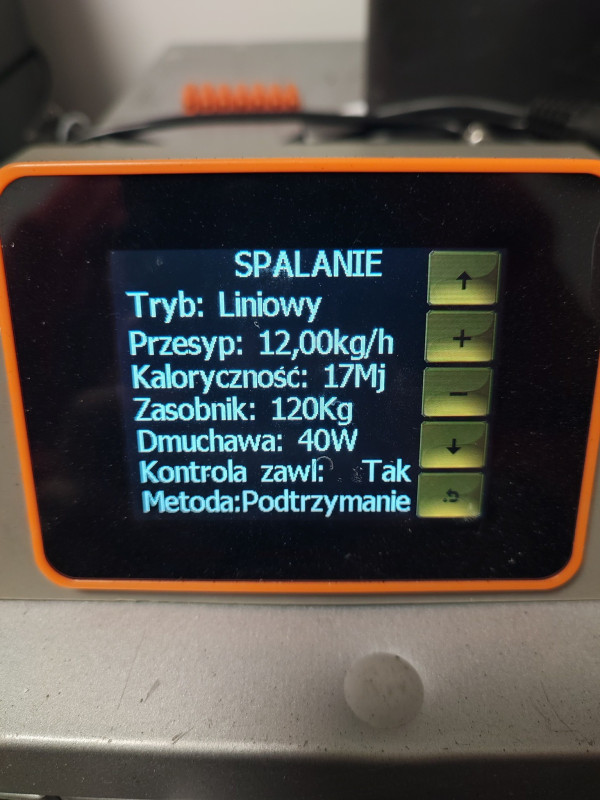 SPALANIE
Tryb: Liniowy
Przesyp: 12,00kg/h
Kaloryczność: 17Mj
Zasobnik: 120Kg
Dmuchawa: 40W
Kontrola zawl: Tak
Metoda:Podtrzymanie